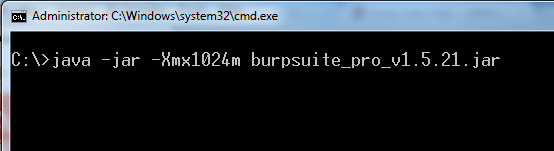 Administrator: C:\Windows\system32\cmd.exe
C:\>java -jar -Xmx1024m burpsuite_pro_v1.5.21.jar